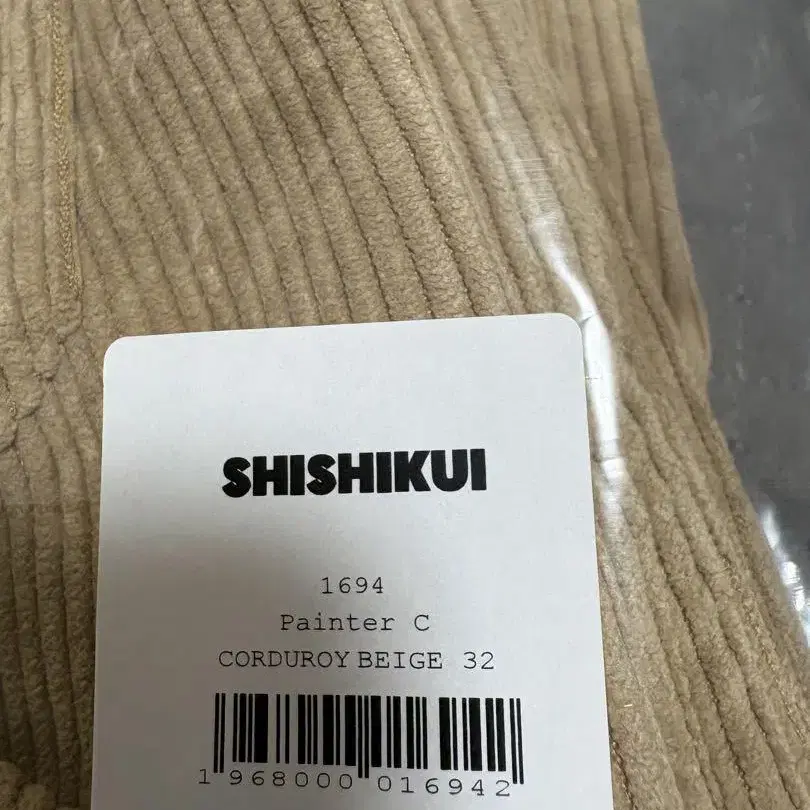 SHISHIKUI
1694
Painter C
CORDUROY BEIGE 32
1 968000 016942